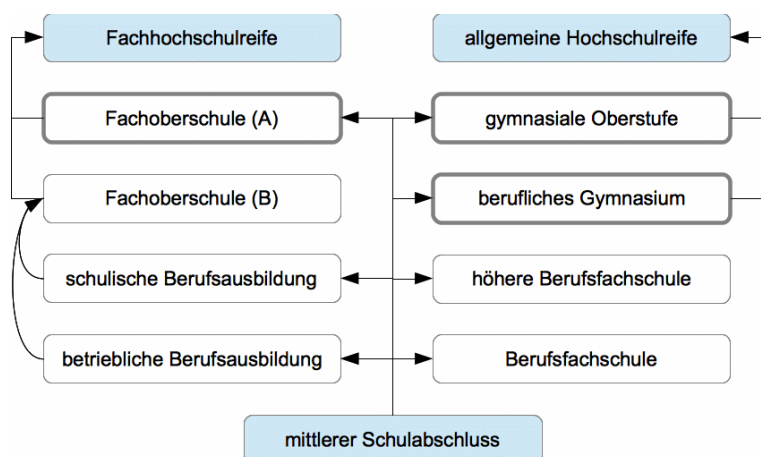 Fachhochschulreife
allgemeine Hochschulreife
Fachoberschule (A)
gymnasiale Oberstufe
Fachoberschule (B)
berufliches Gymnasium
schulische Berufsausbildung
höhere Berufsfachschule
betriebliche Berufsausbildung
Berufsfachschule
mittlerer Schulabschluss